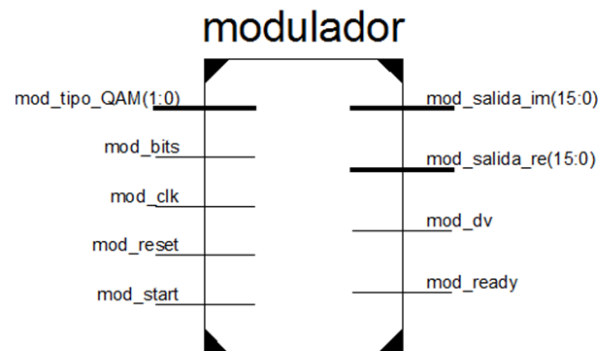 modulador
mod_tipo_QAM(1:0)
mod_bits
mod_clk
mod_reset
mod_start
mod_salida_im(15:0)
mod_salida_re(15:0)
mod_dv
mod_ready